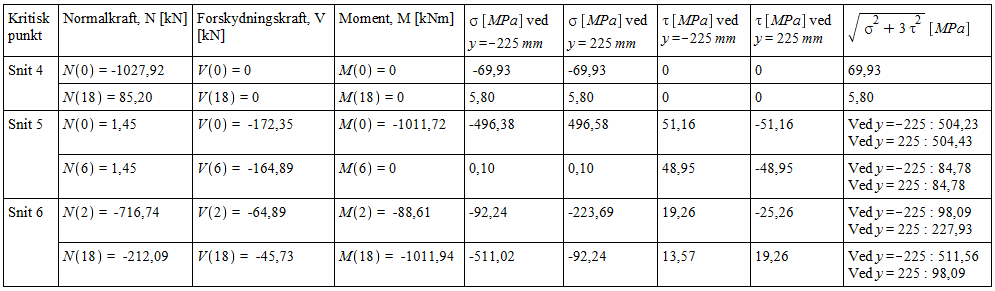 Kritisk punkt | Normalkraft, N [kN] | Forskydningskraft, V [kN] | Moment, M [kNm] | σ [MPa] ved y=−225 mm | σ [MPa] ved y= 225 mm | τ [MPa] ved y=−225 mm | τ [MPa] ved y= 225 mm | √(σ² + 3 τ²) [MPa]
Snit 4 | N(0) = -1027,92 | V(0) = 0 | M(0) = 0 | -69,93 | -69,93 | 0 | 0 | 69,93
N(18) = 85,20 | V(18) = 0 | M(18) = 0 | 5,80 | 5,80 | 0 | 0 | 5,80
Snit 5 | N(0) = 1,45 | V(0) = -172,35 | M(0) = -1011,72 | -496,38 | 496,58 | 51,16 | -51,16 | Ved y=−225 : 504,23
Ved y= 225 : 504,43
N(6) = 1,45 | V(6) = -164,89 | M(6) = 0 | 0,10 | 0,10 | 48,95 | -48,95 | Ved y=−225 : 84,78
Ved y= 225 : 84,78
Snit 6 | N(2) = -716,74 | V(2) = -64,89 | M(2) = -88,61 | -92,24 | -223,69 | 19,26 | -25,26 | Ved y=−225 : 98,09
Ved y= 225 : 227,93
N(18) = -212,09 | V(18) = -45,73 | M(18) = -1011,94 | -511,02 | -92,24 | 13,57 | 19,26 | Ved y=−225 : 511,56
Ved y= 225 : 98,09